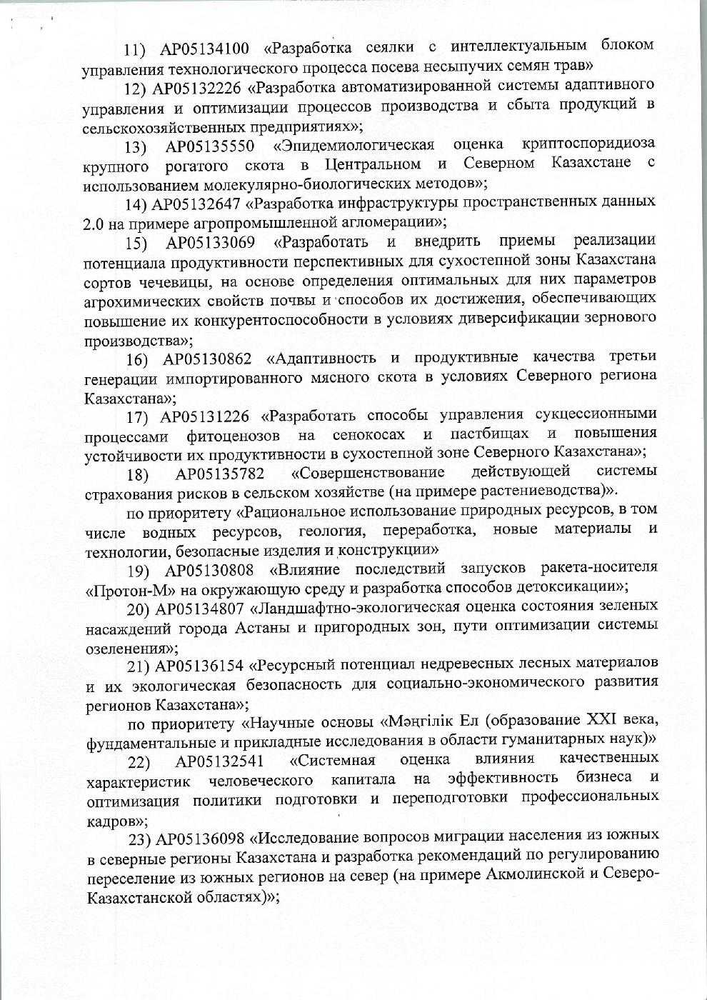 11) AP05134100 «Разработка сеялки с интеллектуальным блоком
управления технологического процесса посева несыпучих семян трав»
12) AP05132226 «Разработка автоматизированной системы адаптивного
управления и оптимизации процессов производства и сбыта продукций в
сельскохозяйственных предприятиях»;
13) AP05135550 «Эпидемиологическая оценка криптоспоридиоза
крупного рогатого скота в Центральном и Северном Казахстане с
использованием молекулярно-биологических методов»;
14) AP05132647 «Разработка инфраструктуры пространственных данных
2.0 на примере агропромышленной агломерации»;
15) AP05133069 «Разработать и внедрить приемы реализации
потенциала продуктивности перспективных для сухостепной зоны Казахстана
сортов чечевицы, на основе определения оптимальных для них параметров
агрохимических свойств почвы и способов их достижения, обеспечивающих
повышение их конкурентоспособности в условиях диверсификации зернового
производства»;
16) AP05130862 «Адаптивность и продуктивные качества третьи
генерации импортированного мясного скота в условиях Северного региона
Казахстана»;
17) AP05131226 «Разработать способы управления сукцессионными
процессами фитоценозов на сенокосах и пастбищах и повышения
устойчивости их продуктивности в сухостепной зоне Северного Казахстана»;
18) AP05135782 «Совершенствование действующей системы
страхования рисков в сельском хозяйстве (на примере растениеводства)».
по приоритету «Рациональное использование природных ресурсов, в том
числе водных ресурсов, геология, переработка, новые материалы и
технологии, безопасные изделия и конструкции»
19) AP05130808 «Влияние последствий запусков ракета-носителя
«Протон-М» на окружающую среду и разработка способов детоксикации»;
20) AP05134807 «Ландшафтно-экологическая оценка состояния зеленых
насаждений города Астаны и пригородных зон, пути оптимизации системы
озеленения»;
21) AP05136154 «Ресурсный потенциал недревесных лесных материалов
и их экологическая безопасность для социально-экономического развития
регионов Казахстана»;
по приоритету «Научные основы «Мәңгілік Ел (образование XXI века,
фундаментальные и прикладные исследования в области гуманитарных наук)»
22) AP05132541 «Системная оценка влияния качественных
характеристик человеческого капитала на эффективность бизнеса и
оптимизация политики подготовки и переподготовки профессиональных
кадров»;
23) AP05136098 «Исследование вопросов миграции населения из южных
в северные регионы Казахстана и разработка рекомендаций по регулированию
переселение из южных регионов на север (на примере Акмолинской и Северо-
Казахстанской областях)»;